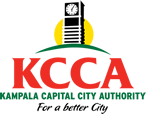 KCCA
KAMPALA CAPITAL CITY AUTHORITY
For a better City